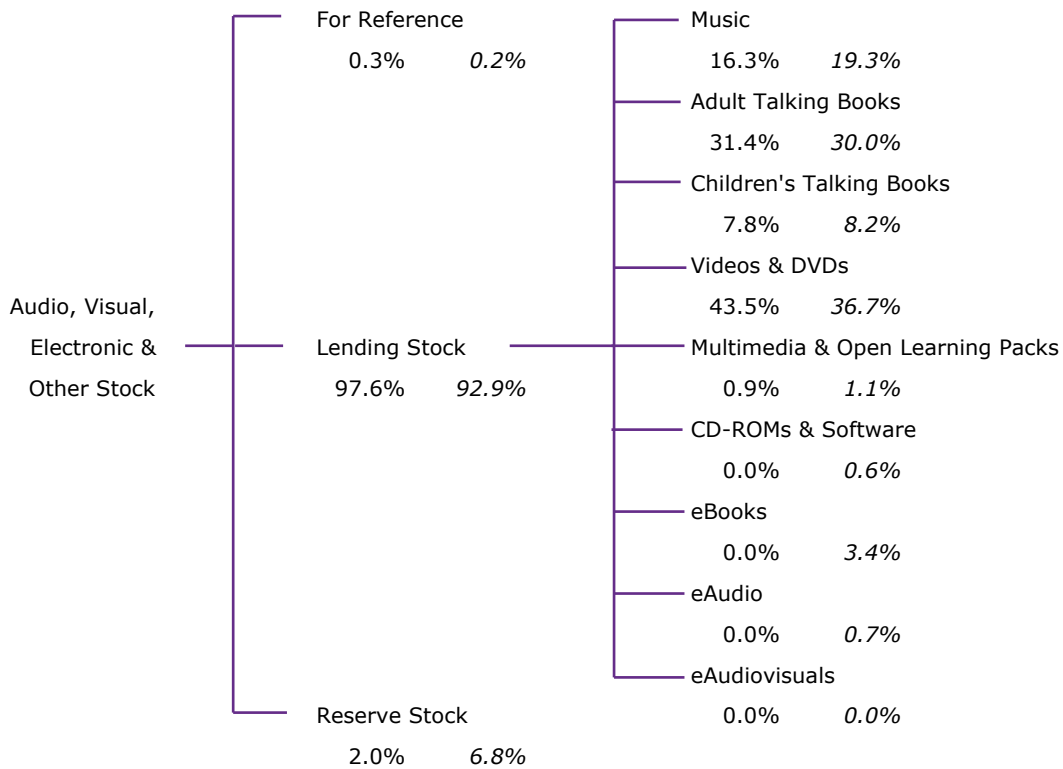 Audio, Visual,
Electronic &
Other Stock
For Reference
0.3% 0.2%
Lending Stock
97.6% 92.9%
Reserve Stock
2.0% 6.8%
Music
16.3% 19.3%
Adult Talking Books
31.4% 30.0%
Children's Talking Books
7.8% 8.2%
Videos & DVDs
43.5% 36.7%
Multimedia & Open Learning Packs
0.9% 1.1%
CD-ROMs & Software
0.0% 0.6%
eBooks
0.0% 3.4%
eAudio
0.0% 0.7%
eAudiovisuals
0.0% 0.0%